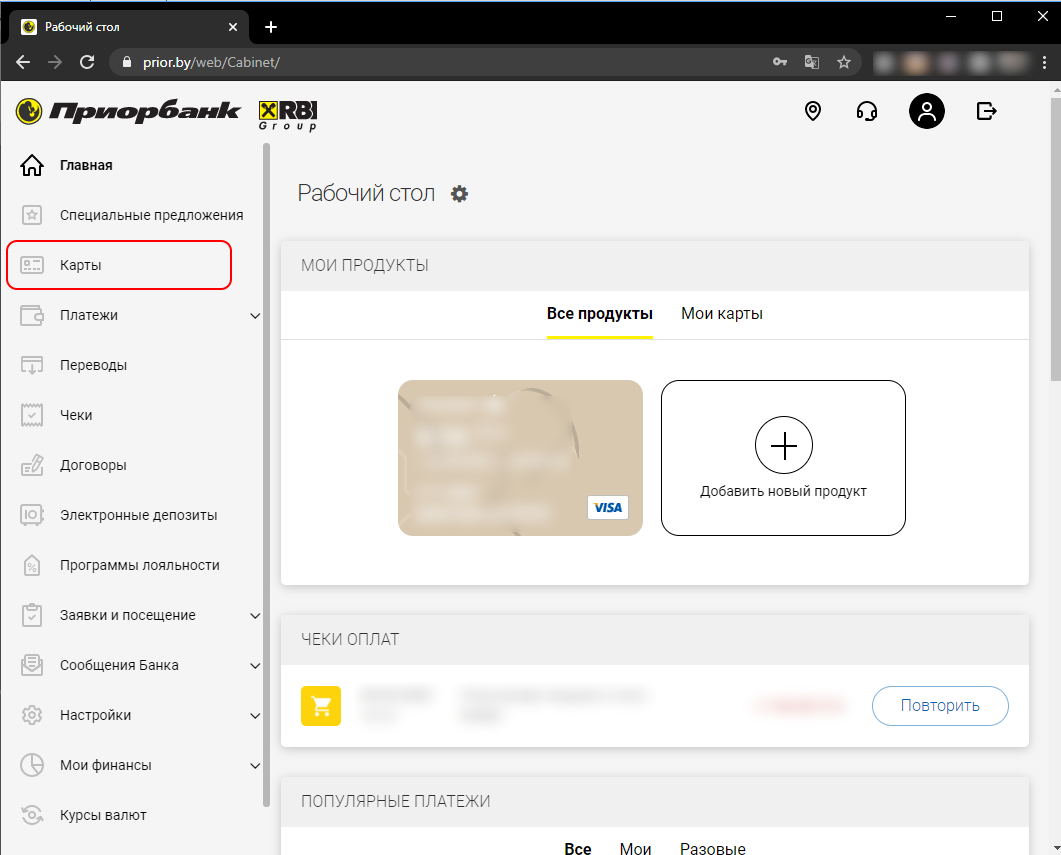 Рабочий стол
prior.by/web/Cabinet/
Приорбанк RBI Group
Главная
Специальные предложения
Карты
Платежи
Переводы
Чеки
Договоры
Электронные депозиты
Программы лояльности
Заявки и посещение
Сообщения Банка
Настройки
Мои финансы
Курсы валют
Рабочий стол
МОИ ПРОДУКТЫ
Все продукты Мои карты
VISA
Добавить новый продукт
ЧЕКИ ОПЛАТ
Повторить
ПОПУЛЯРНЫЕ ПЛАТЕЖИ
Все Мои Разовые